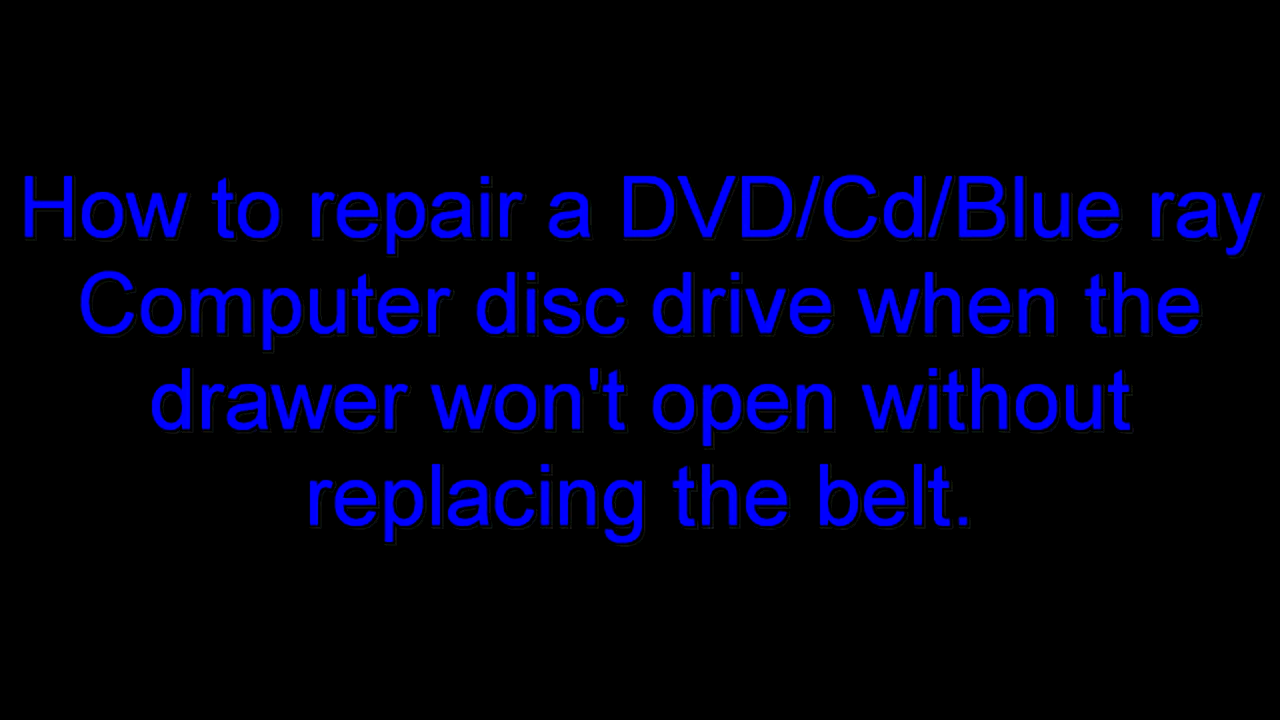 How to repair a DVD/Cd/Blue ray
Computer disc drive when the
drawer won't open without
replacing the belt.